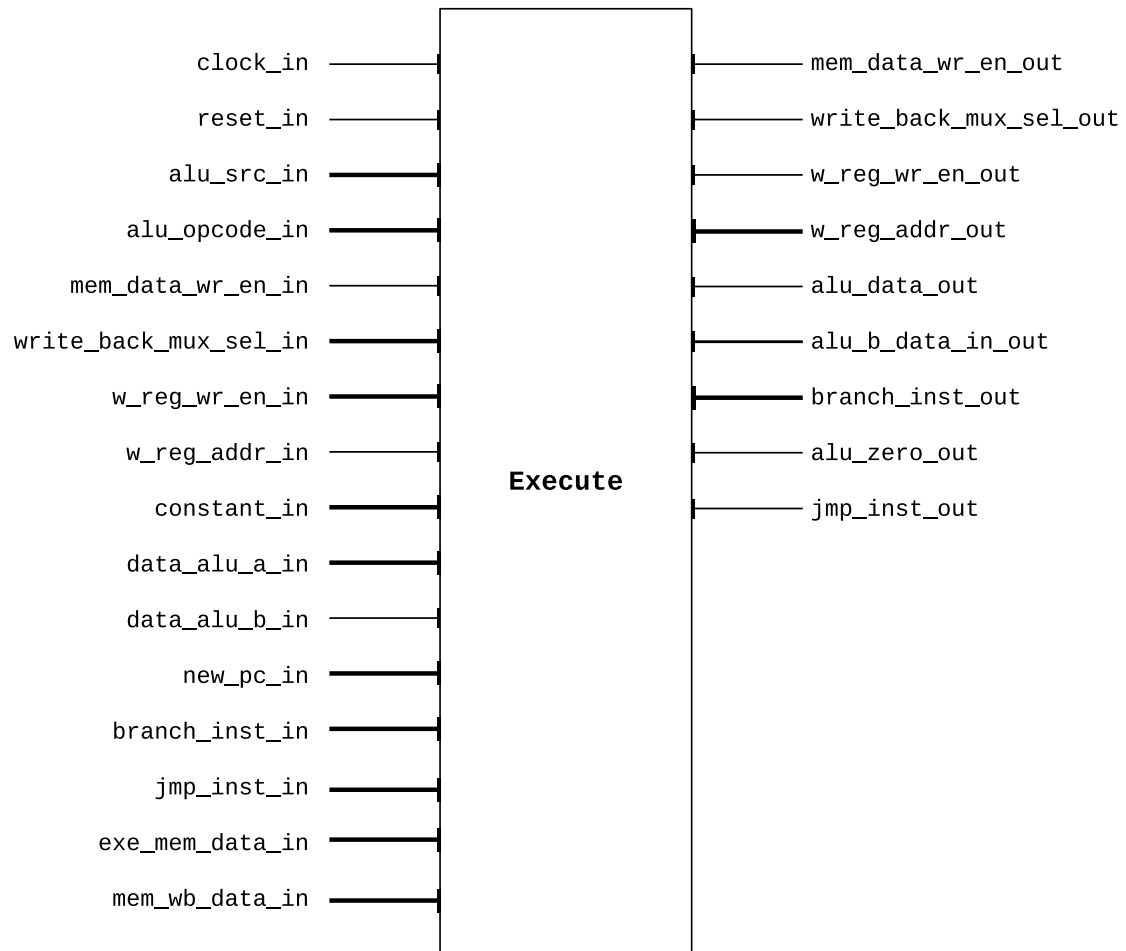 clock_in
reset_in
alu_src_in
alu_opcode_in
mem_data_wr_en_in
write_back_mux_sel_in
w_reg_wr_en_in
w_reg_addr_in
constant_in
data_alu_a_in
data_alu_b_in
new_pc_in
branch_inst_in
jmp_inst_in
exe_mem_data_in
mem_wb_data_in
Execute
mem_data_wr_en_out
write_back_mux_sel_out
w_reg_wr_en_out
w_reg_addr_out
alu_data_out
alu_b_data_in_out
branch_inst_out
alu_zero_out
jmp_inst_out